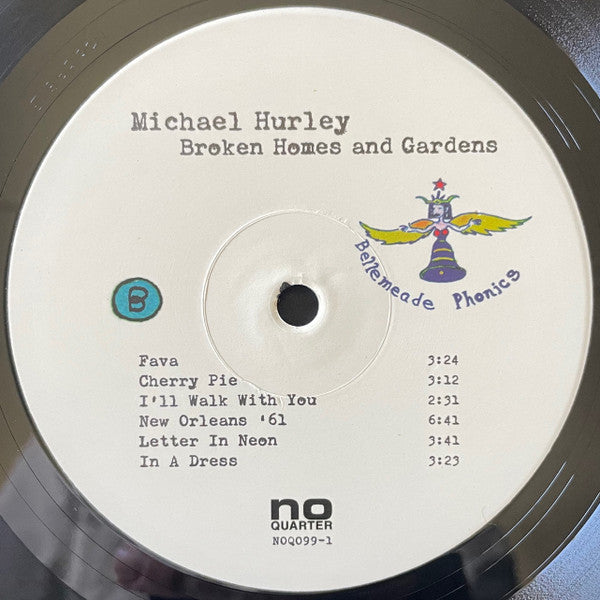 Michael Hurley
Broken Homes and Gardens
Bellemeade Phonics
B
Fava 3:24
Cherry Pie 3:12
I'll Walk With You 2:31
New Orleans '61 6:41
Letter In Neon 3:41
In A Dress 3:23
no
QUARTER
NOQ099-1